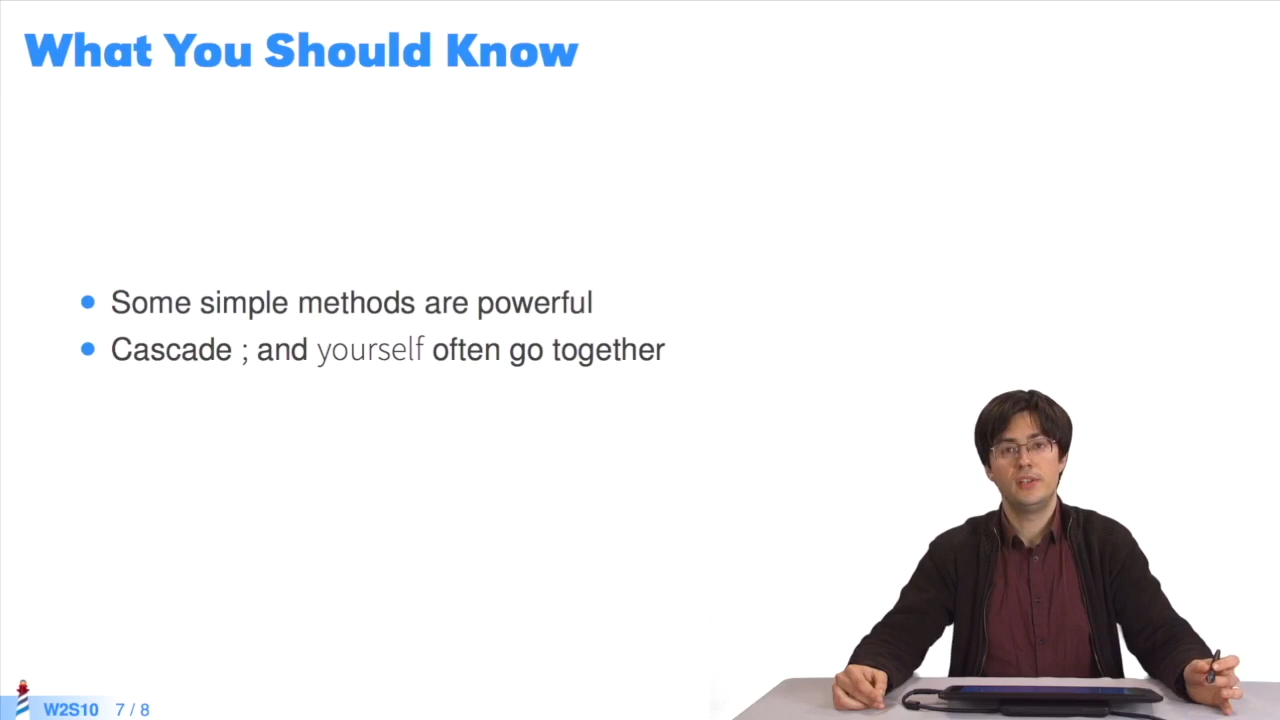 What You Should Know
Some simple methods are powerful
Cascade ; and yourself often go together
W2S10 7 / 8